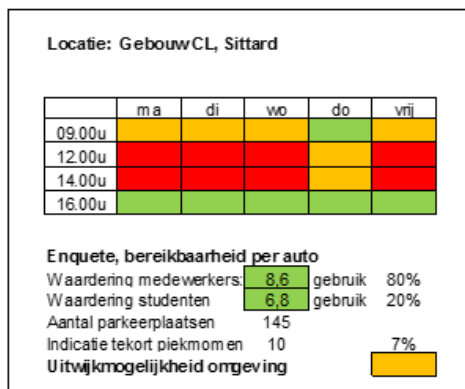 Locatie: Gebouw CL, Sittard
ma di wo do vrij
09.00u
12.00u
14.00u
16.00u
Enquete, bereikbaarheid per auto
Waardering medewerkers: 8,6 gebruik 80%
Waardering studenten 6,8 gebruik 20%
Aantal parkeerplaatsen 145
Indicatie tekort piekmomen 10 7%
Uitwijkmogelijkheid omgeving